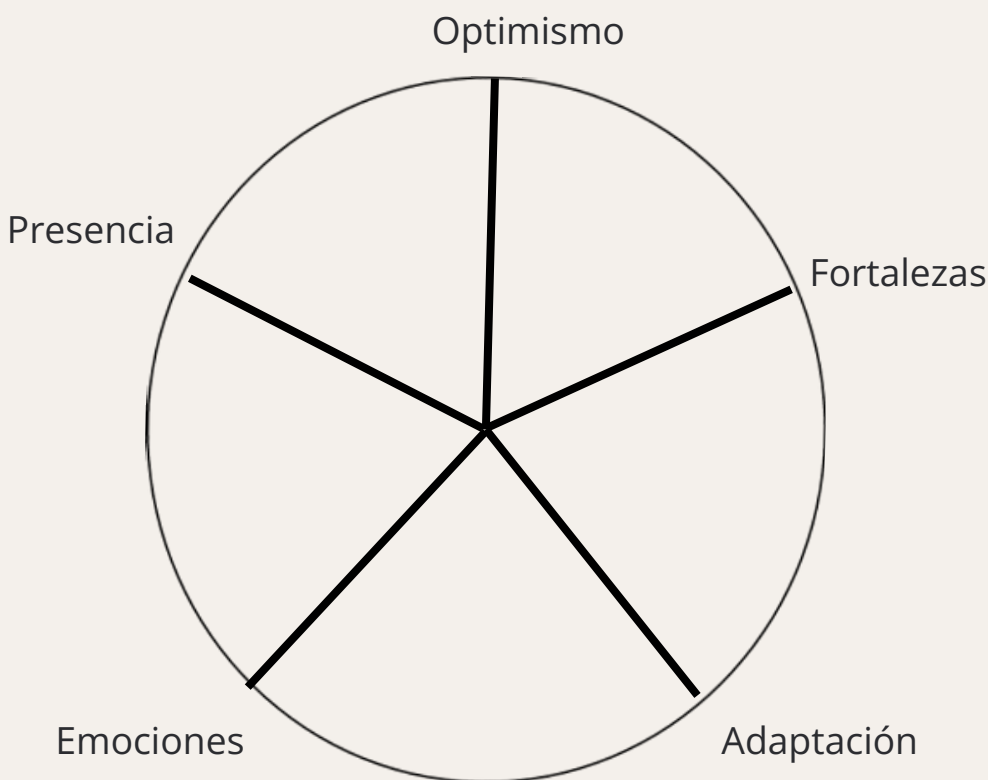 Optimismo
Presencia
Fortalezas
Emociones
Adaptación